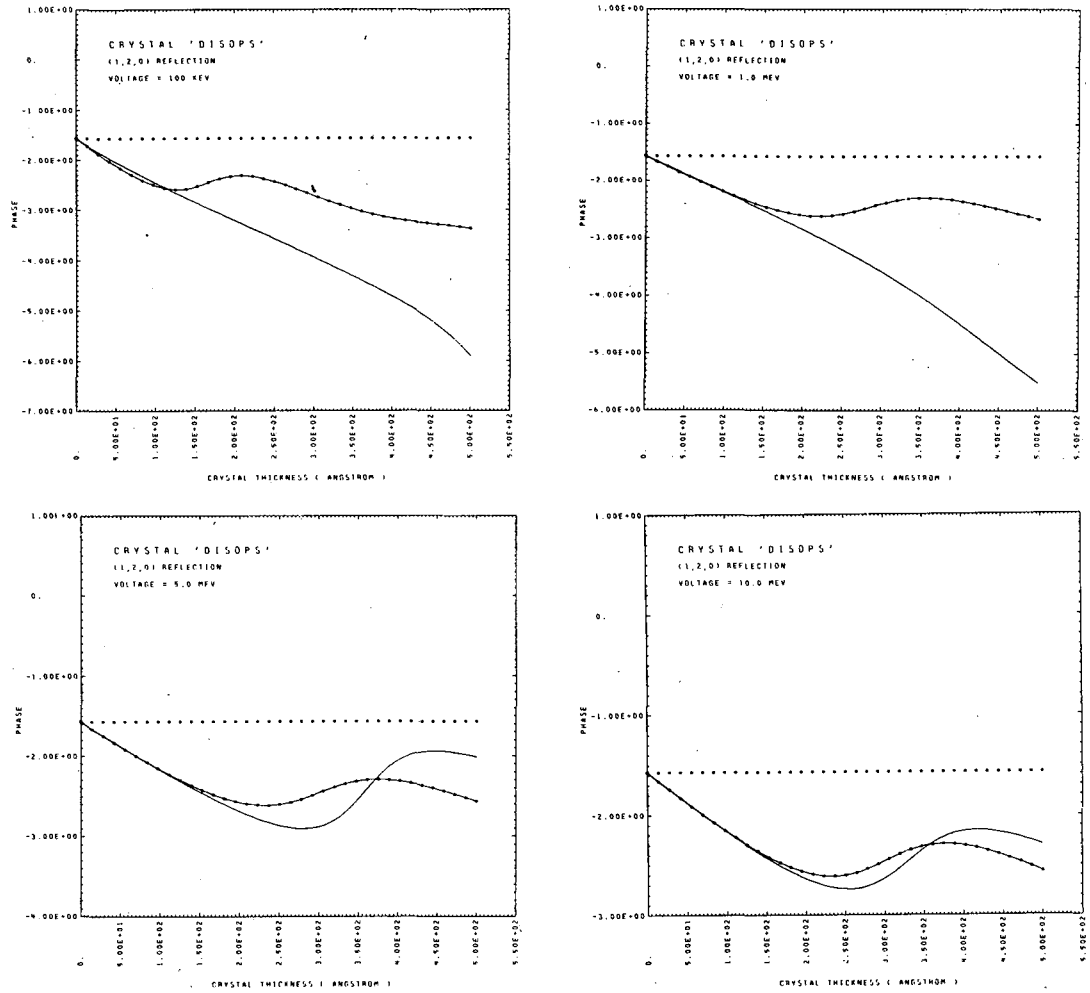 1.00E+00
CRYSTAL 'DISOPS'
(1,2,0) REFLECTION
VOLTAGE = 100 KEV
0.
-1.00E+00
-2.00E+00
-3.00E+00
-4.00E+00
-5.00E+00
-6.00E+00
-7.00E+00
PHASE
0.
5.00E+01
1.00E+02
1.50E+02
2.00E+02
2.50E+02
3.00E+02
3.50E+02
4.00E+02
4.50E+02
5.00E+02
5.50E+02
CRYSTAL THICKNESS ( ANGSTROM )
1.00E+00
CRYSTAL 'DISOPS'
(1,2,0) REFLECTION
VOLTAGE = 1.0 MEV
0.
-1.00E+00
-2.00E+00
-3.00E+00
-4.00E+00
-5.00E+00
-6.00E+00
PHASE
0.
5.00E+01
1.00E+02
1.50E+02
2.00E+02
2.50E+02
3.00E+02
3.50E+02
4.00E+02
4.50E+02
5.00E+02
5.50E+02
CRYSTAL THICKNESS ( ANGSTROM )
1.00E+00
CRYSTAL 'DISOPS'
(1,2,0) REFLECTION
VOLTAGE = 5.0 MEV
0.
-1.00E+00
-2.00E+00
-3.00E+00
-4.00E+00
PHASE
0.
5.00E+01
1.00E+02
1.50E+02
2.00E+02
2.50E+02
3.00E+02
3.50E+02
4.00E+02
4.50E+02
5.00E+02
5.50E+02
CRYSTAL THICKNESS ( ANGSTROM )
1.00E+00
CRYSTAL 'DISOPS'
(1,2,0) REFLECTION
VOLTAGE = 10.0 MEV
0.
-1.00E+00
-2.00E+00
-3.00E+00
PHASE
0.
5.00E+01
1.00E+02
1.50E+02
2.00E+02
2.50E+02
3.00E+02
3.50E+02
4.00E+02
4.50E+02
5.00E+02
5.50E+02
CRYSTAL THICKNESS ( ANGSTROM )